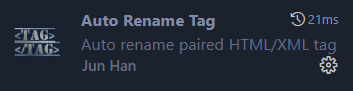 <TAG>
</TAG>
Auto Rename Tag 21ms
Auto rename paired HTML/XML tag
Jun Han